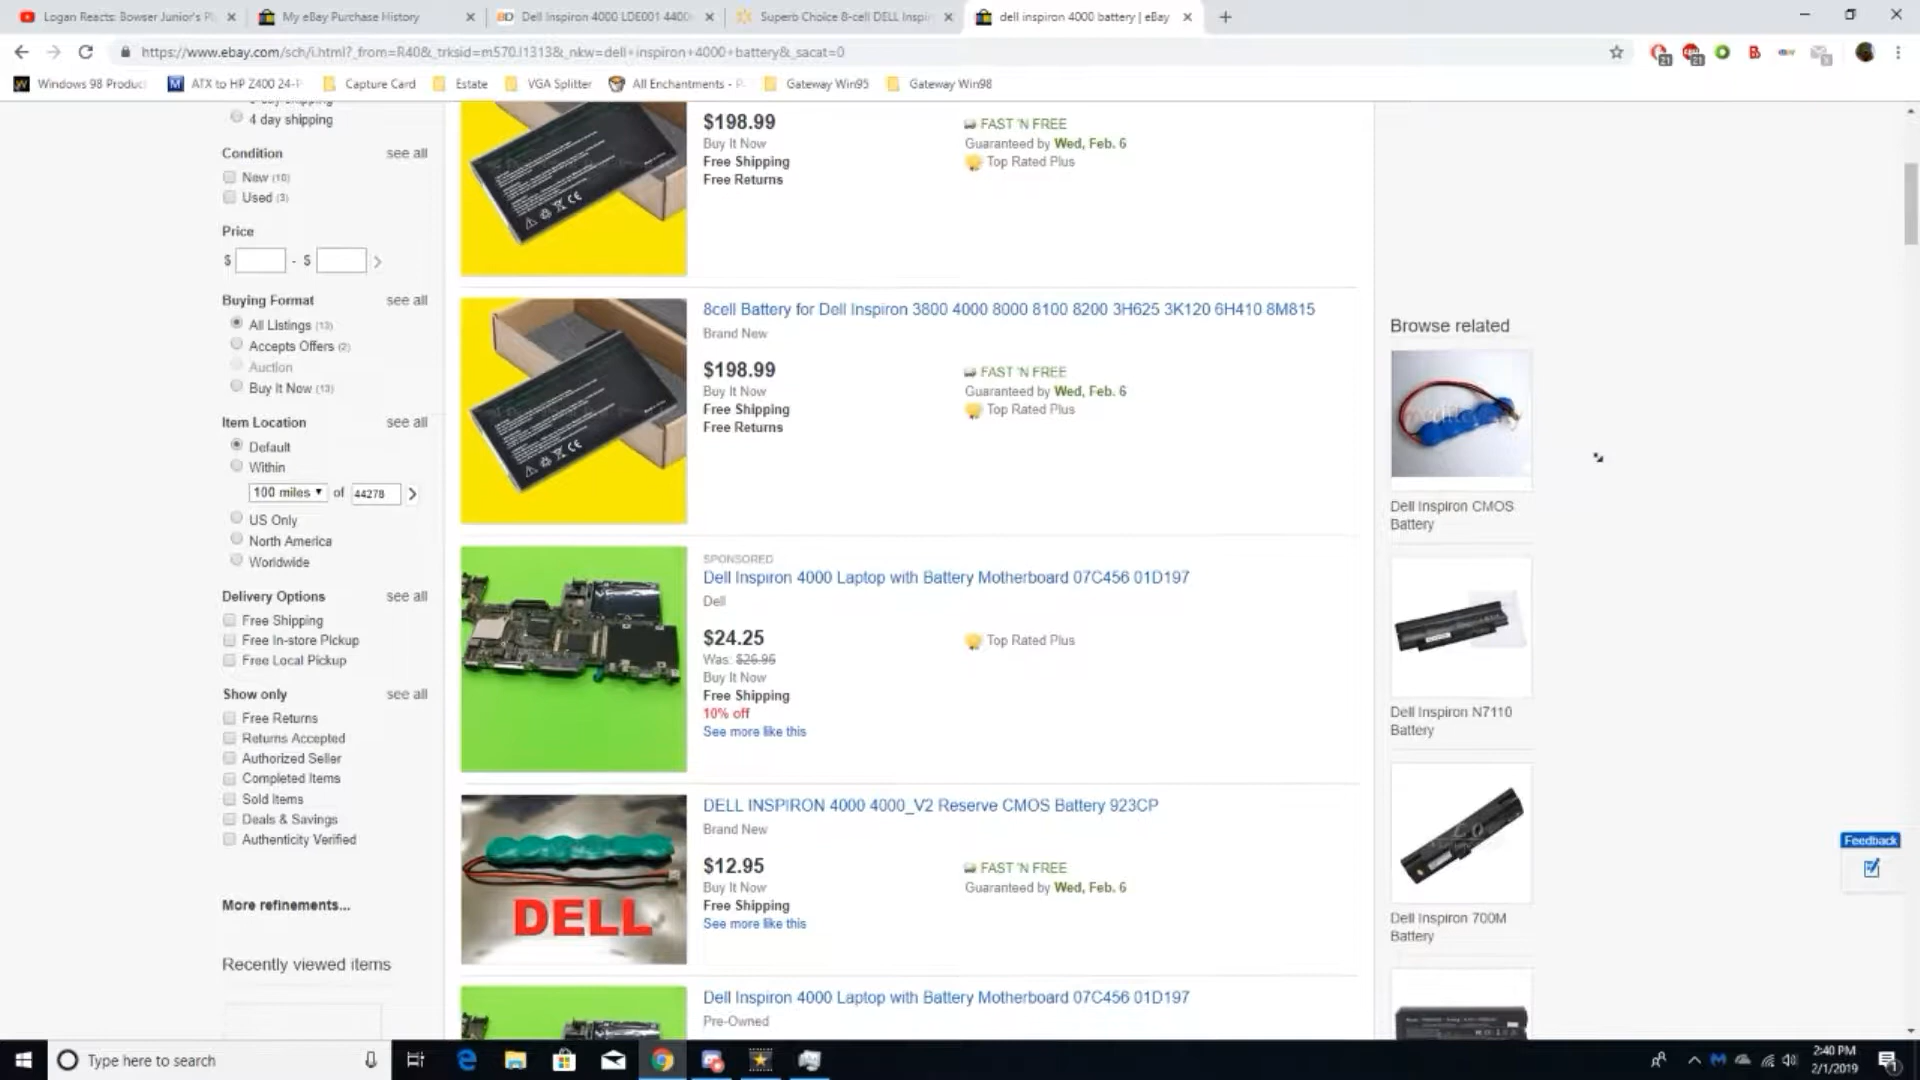 Logan Reacts: Bowser Junior's P
My eBay Purchase History
Dell Inspiron 4000 LDE001 4400
Superb Choice 8-cell DELL Inspir
dell inspiron 4000 battery | eBay
https://www.ebay.com/sch/i.html?_from=R40&_trksid=m570.l1313&_nkw=dell+inspiron+4000+battery&_sacat=0
Windows 98 Produc
ATX to HP Z400 24-P
Capture Card
Estate
VGA Splitter
All Enchantments - P
Gateway Win95
Gateway Win98
4 day shipping
Condition see all
New (10)
Used (3)
Price
$ - $
Buying Format see all
All Listings (13)
Accepts Offers (2)
Auction
Buy It Now (13)
Item Location see all
Default
Within
100 miles of 44278
US Only
North America
Worldwide
Delivery Options see all
Free Shipping
Free In-store Pickup
Free Local Pickup
Show only see all
Free Returns
Returns Accepted
Authorized Seller
Completed Items
Sold Items
Deals & Savings
Authenticity Verified
More refinements...
Recently viewed items
$198.99
Buy It Now
Free Shipping
Free Returns
FAST 'N FREE
Guaranteed by Wed, Feb. 6
Top Rated Plus
8cell Battery for Dell Inspiron 3800 4000 8000 8100 8200 3H625 3K120 6H410 8M815
Brand New
$198.99
Buy It Now
Free Shipping
Free Returns
FAST 'N FREE
Guaranteed by Wed, Feb. 6
Top Rated Plus
SPONSORED
Dell Inspiron 4000 Laptop with Battery Motherboard 07C456 01D197
Dell
$24.25
Was: $26.95
Buy It Now
Free Shipping
10% off
See more like this
Top Rated Plus
DELL INSPIRON 4000 4000_V2 Reserve CMOS Battery 923CP
Brand New
$12.95
Buy It Now
Free Shipping
See more like this
FAST 'N FREE
Guaranteed by Wed, Feb. 6
DELL
Dell Inspiron 4000 Laptop with Battery Motherboard 07C456 01D197
Pre-Owned
Browse related
Dell Inspiron CMOS
Battery
Dell Inspiron N7110
Battery
Dell Inspiron 700M
Battery
Feedback
Type here to search
2:40 PM
2/1/2019